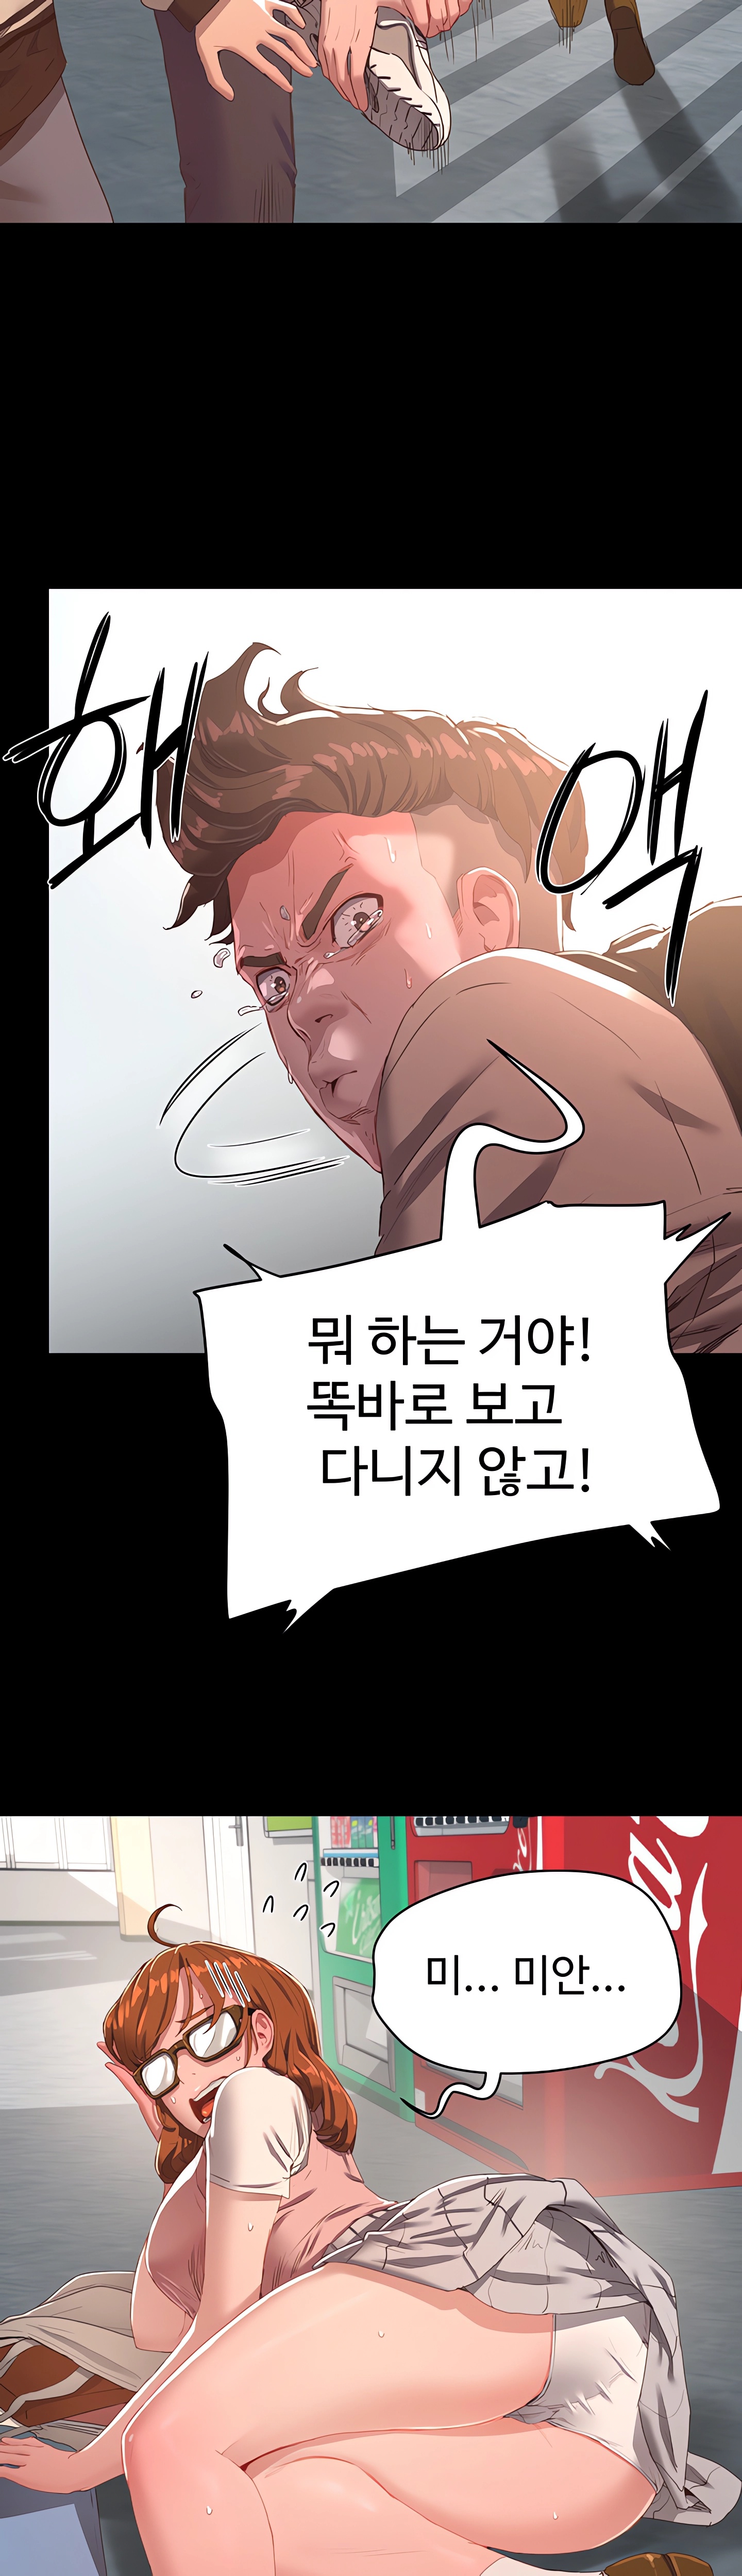 홰액
뭐 하는 거야!
똑바로 보고
다니지 않고!
미... 미안...